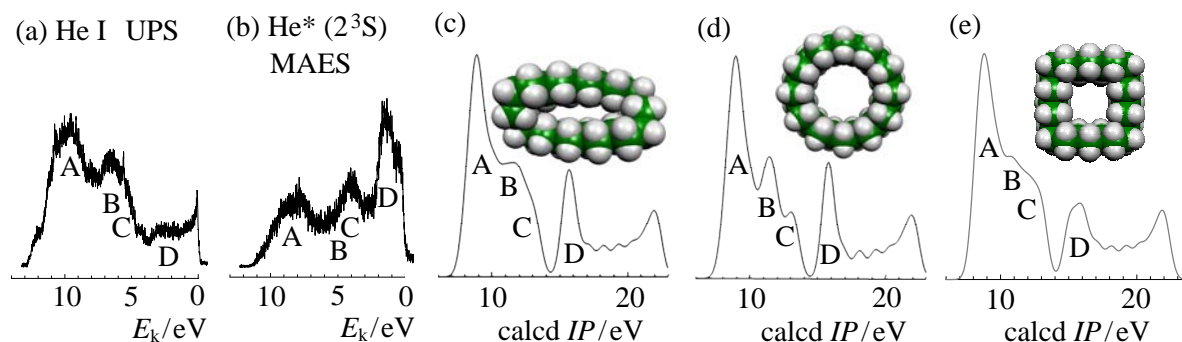 (a) He I UPS
A
B
C
D
10 5 0
Eₖ/eV
(b) He* (2³S)
MAES
A
B
C
D
10 5 0
Eₖ/eV
(c)
A
B
C
D
10 20
calcd IP/eV
(d)
A
B
C
D
10 20
calcd IP/eV
(e)
A
B
C
D
10 20
calcd IP/eV